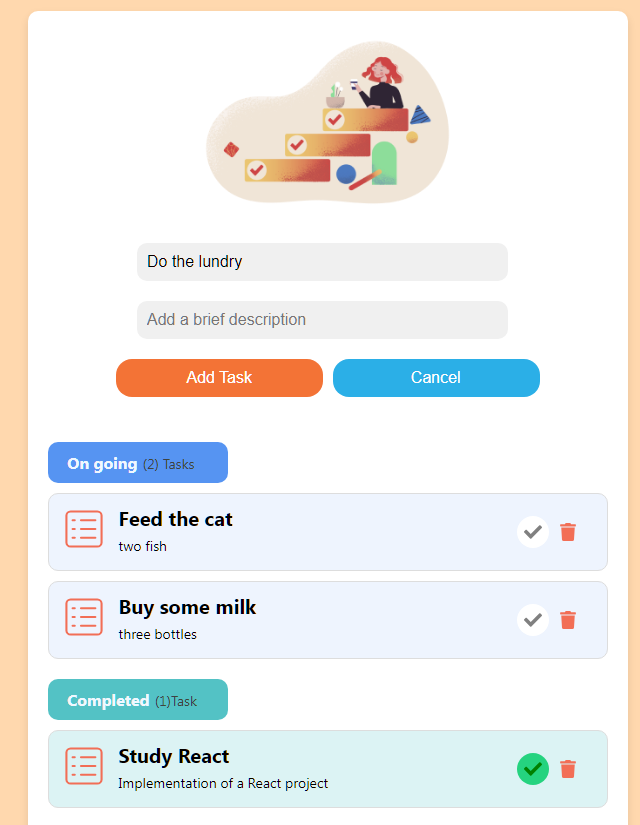 Do the lundry
Add a brief description
Add Task Cancel
On going (2) Tasks
Feed the cat
two fish
Buy some milk
three bottles
Completed (1)Task
Study React
Implementation of a React project